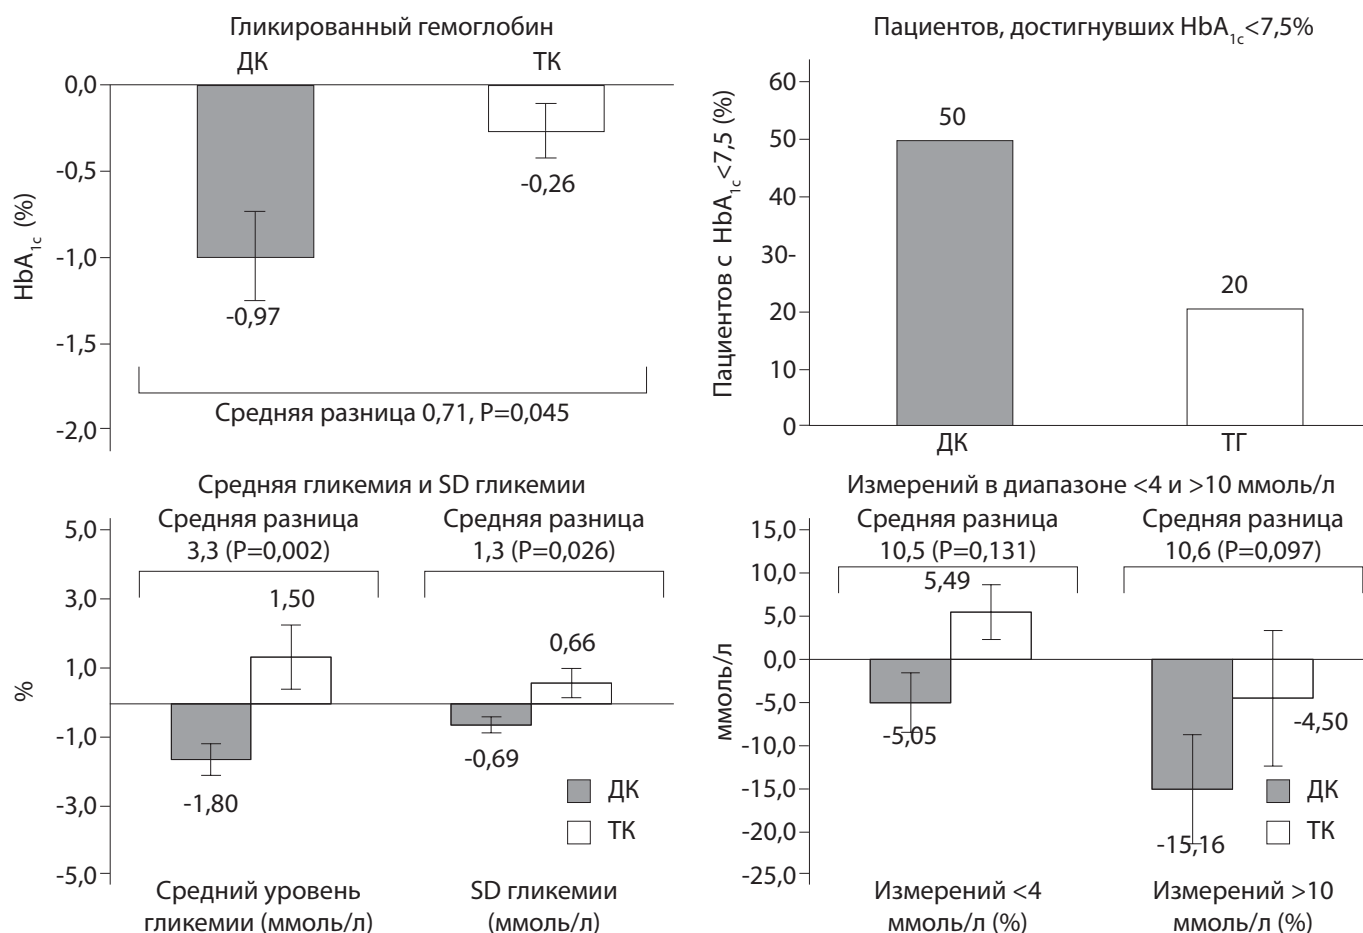 Гликированный гемоглобин
ДК
ТК
0,0
-0,5
-1,0
-1,5
-2,0
HbA1c (%)
-0,97
-0,26
Средняя разница 0,71, P=0,045
Пациентов, достигнувших HbA1c<7,5%
60
50
40
30-
20
10
0
Пациентов с HbA1c<7,5 (%)
50
20
ДК
ТГ
Средняя гликемия и SD гликемии
5,0
3,0
1,0
-1,0
-3,0
-5,0
%
Средняя разница
3,3 (P=0,002)
Средняя разница
1,3 (P=0,026)
1,50
0,66
-1,80
-0,69
ДК
ТК
Средний уровень
гликемии (ммоль/л)
SD гликемии
(ммоль/л)
Измерений в диапазоне <4 и >10 ммоль/л
15,0
10,0
5,0
0,0
-5,0
-10,0
-15,0
-20,0
-25,0
ммоль/л
Средняя разница
10,5 (P=0,131)
Средняя разница
10,6 (P=0,097)
5,49
-5,05
-4,50
-15,16
ДК
ТК
Измерений <4
ммоль/л (%)
Измерений >10
ммоль/л (%)